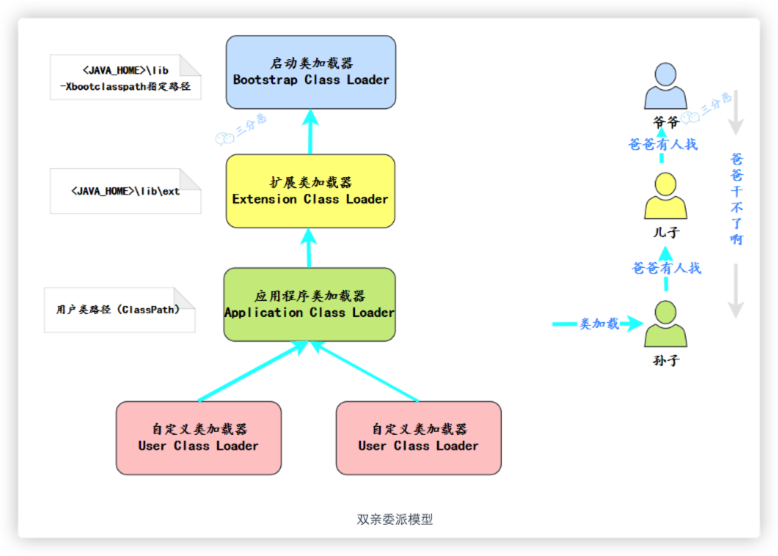 <JAVA_HOME>\lib
-Xbootclasspath指定路径
启动类加载器
Bootstrap Class Loader
三分恶
三分恶
爷爷
爸爸有人找
扩展类加载器
Extension Class Loader
<JAVA_HOME>\lib\ext
爸爸干不了啊
儿子
爸爸有人找
用户类路径（ClassPath）
应用程序类加载器
Application Class Loader
类加载
孙子
自定义类加载器
User Class Loader
自定义类加载器
User Class Loader
双亲委派模型